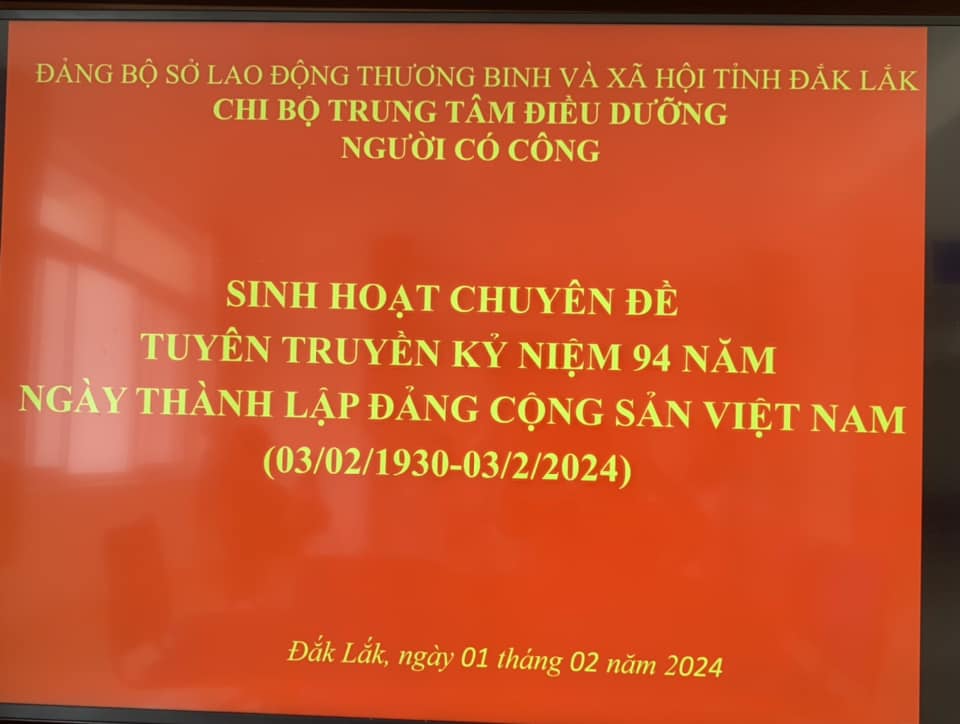 ĐẢNG BỘ SỞ LAO ĐỘNG THƯƠNG BINH VÀ XÃ HỘI TỈNH ĐẮK LẮK
CHI BỘ TRUNG TÂM ĐIỀU DƯỠNG
NGƯỜI CÓ CÔNG
SINH HOẠT CHUYÊN ĐỀ
TUYÊN TRUYỀN KỶ NIỆM 94 NĂM
NGÀY THÀNH LẬP ĐẢNG CỘNG SẢN VIỆT NAM
(03/02/1930-03/2/2024)
Đắk Lắk, ngày 01 tháng 02 năm 2024